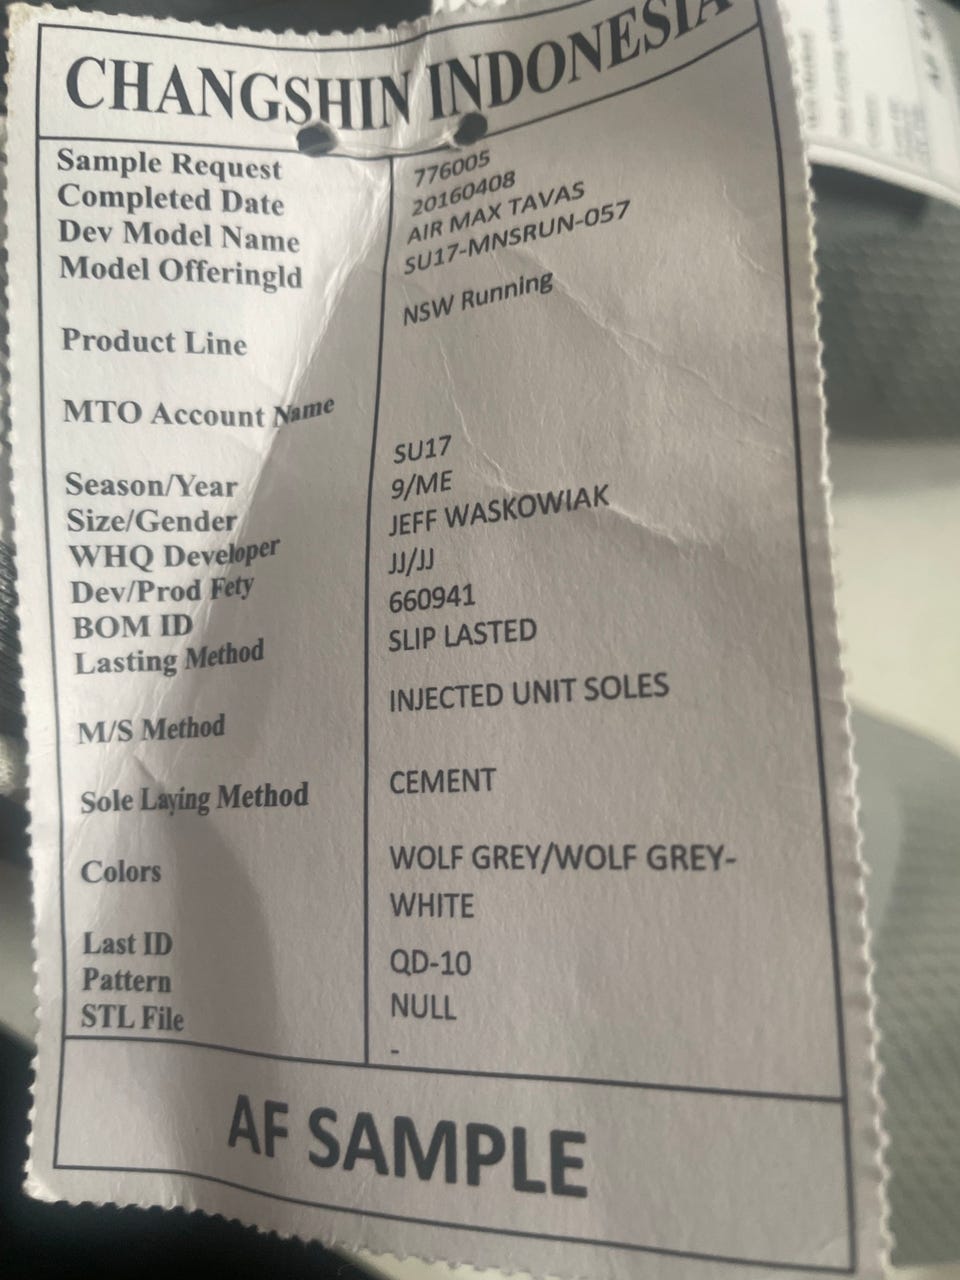 CHANGSHIN INDONESIA
Sample Request 776005
Completed Date 20160408
Dev Model Name AIR MAX TAVAS
Model OfferingId SU17-MNSRUN-057
Product Line NSW Running
MTO Account Name
Season/Year SU17
Size/Gender 9/ME
WHQ Developer JEFF WASKOWIAK
Dev/Prod Fety JJ/JJ
BOM ID 660941
Lasting Method SLIP LASTED
M/S Method INJECTED UNIT SOLES
Sole Laying Method CEMENT
Colors WOLF GREY/WOLF GREY-
WHITE
Last ID QD-10
Pattern NULL
STL File -
AF SAMPLE